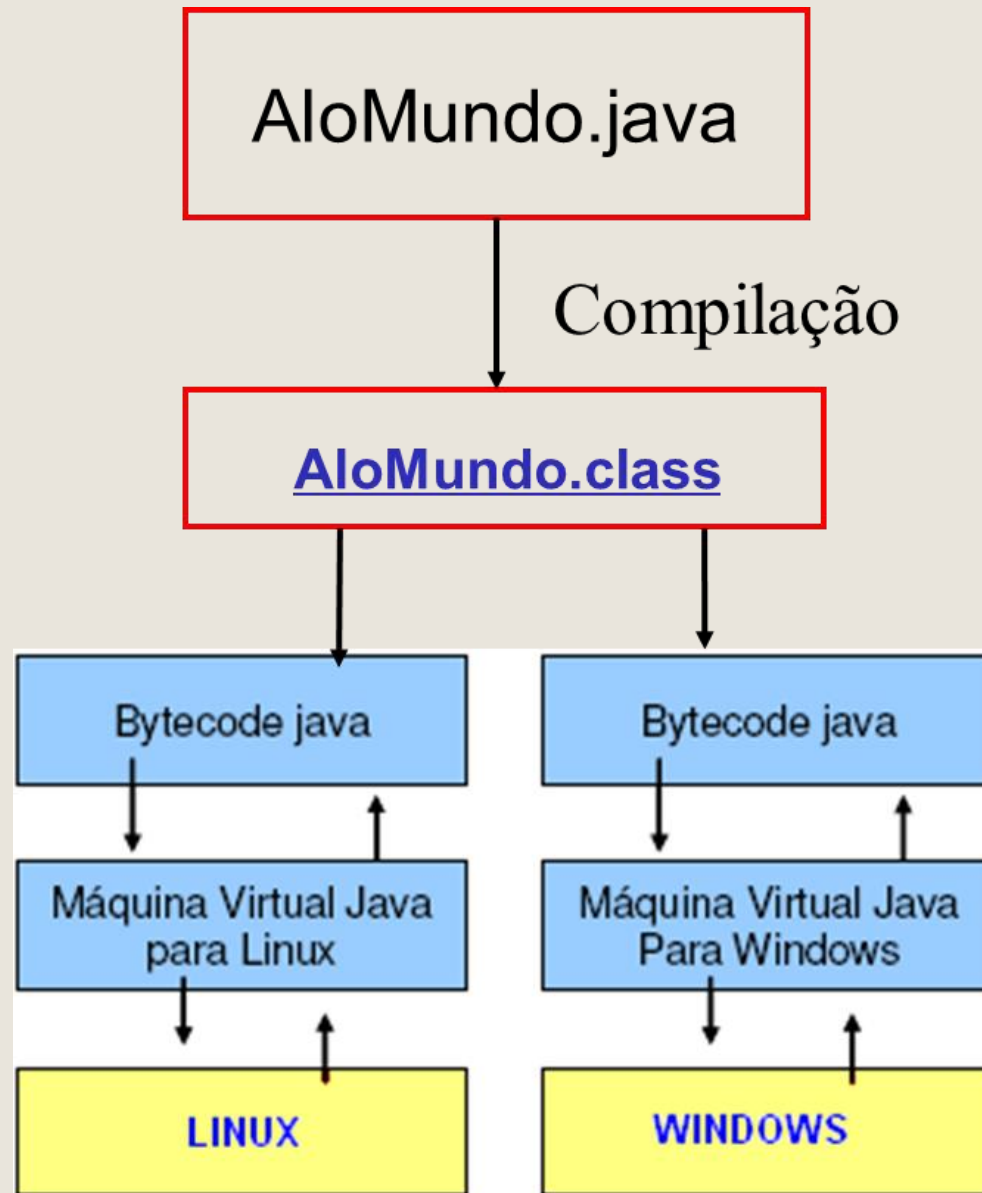 AloMundo.java
Compilação
AloMundo.class
Bytecode java
Bytecode java
Máquina Virtual Java
para Linux
Máquina Virtual Java
Para Windows
LINUX
WINDOWS